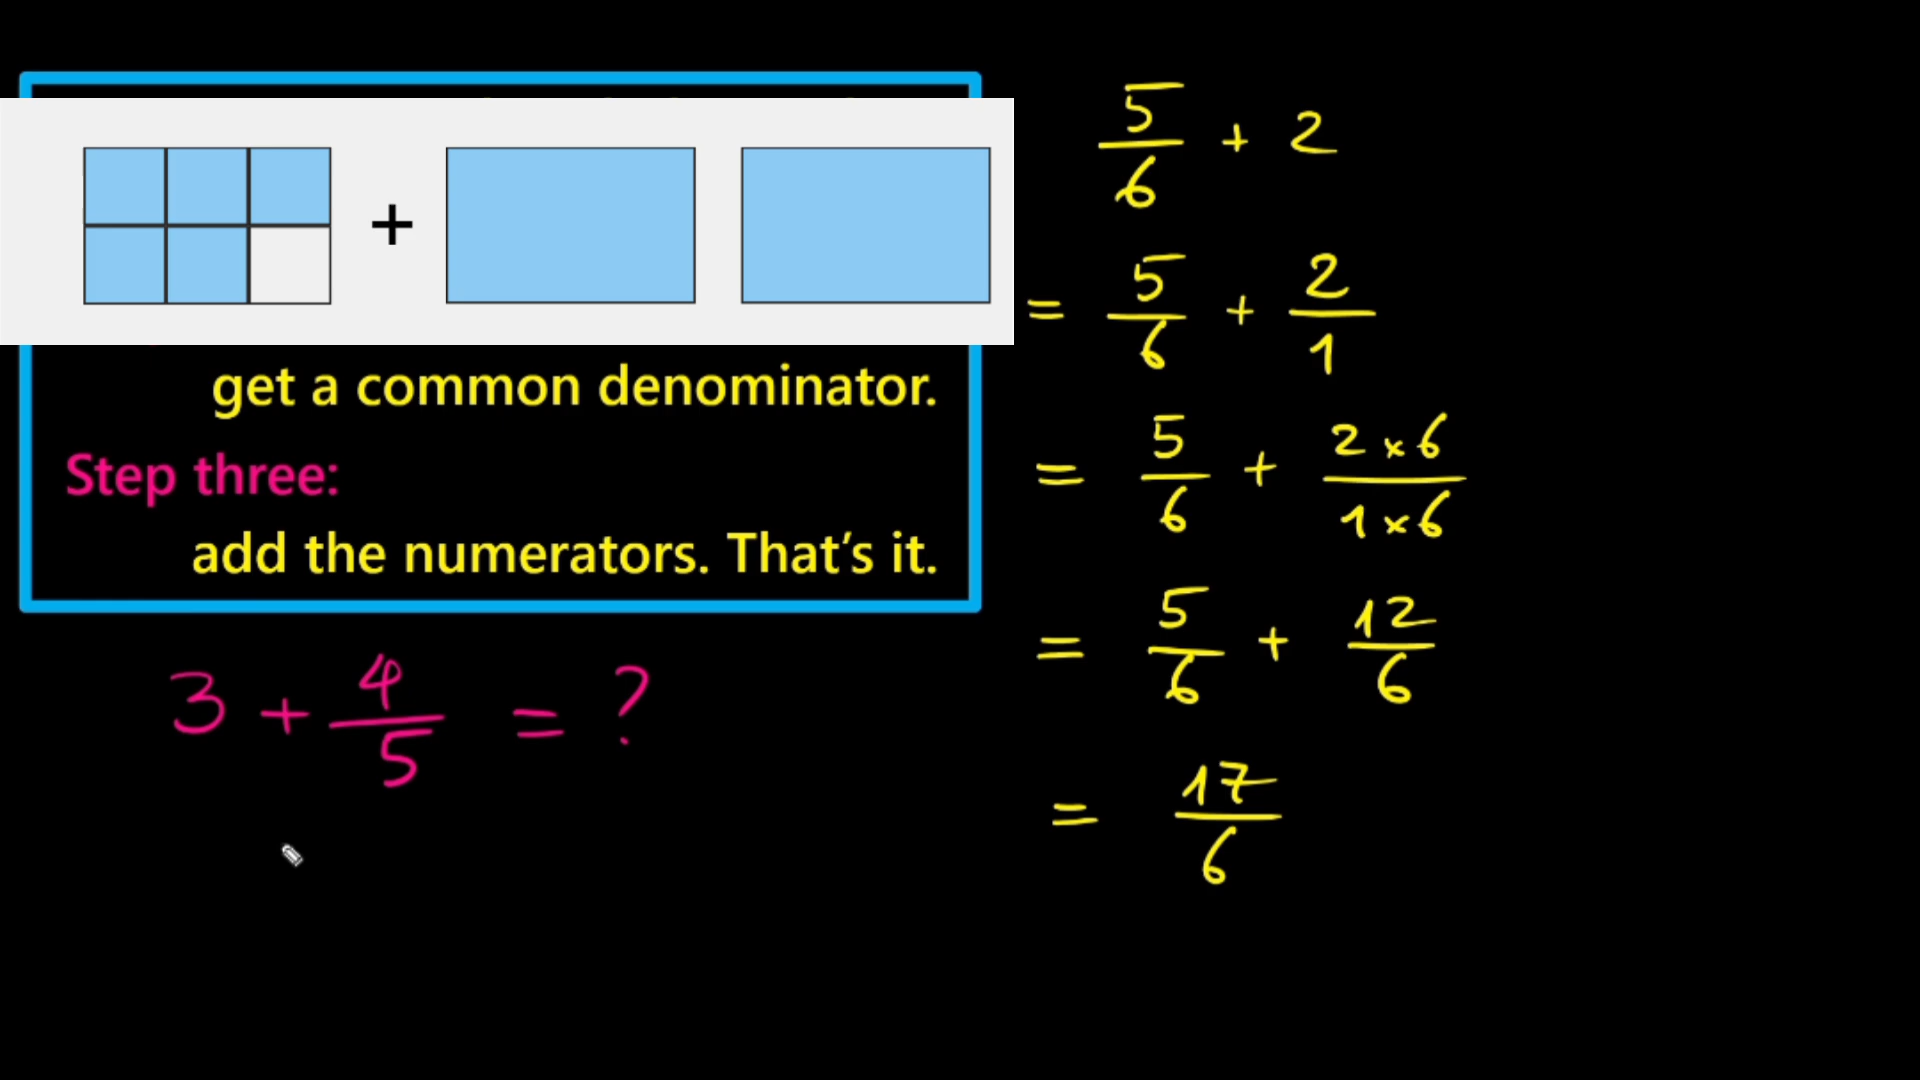 +
get a common denominator.
Step three:
add the numerators. That's it.
3 + 4/5 = ?
5/6 + 2
= 5/6 + 2/1
= 5/6 + 2 × 6/1 × 6
= 5/6 + 12/6
= 17/6